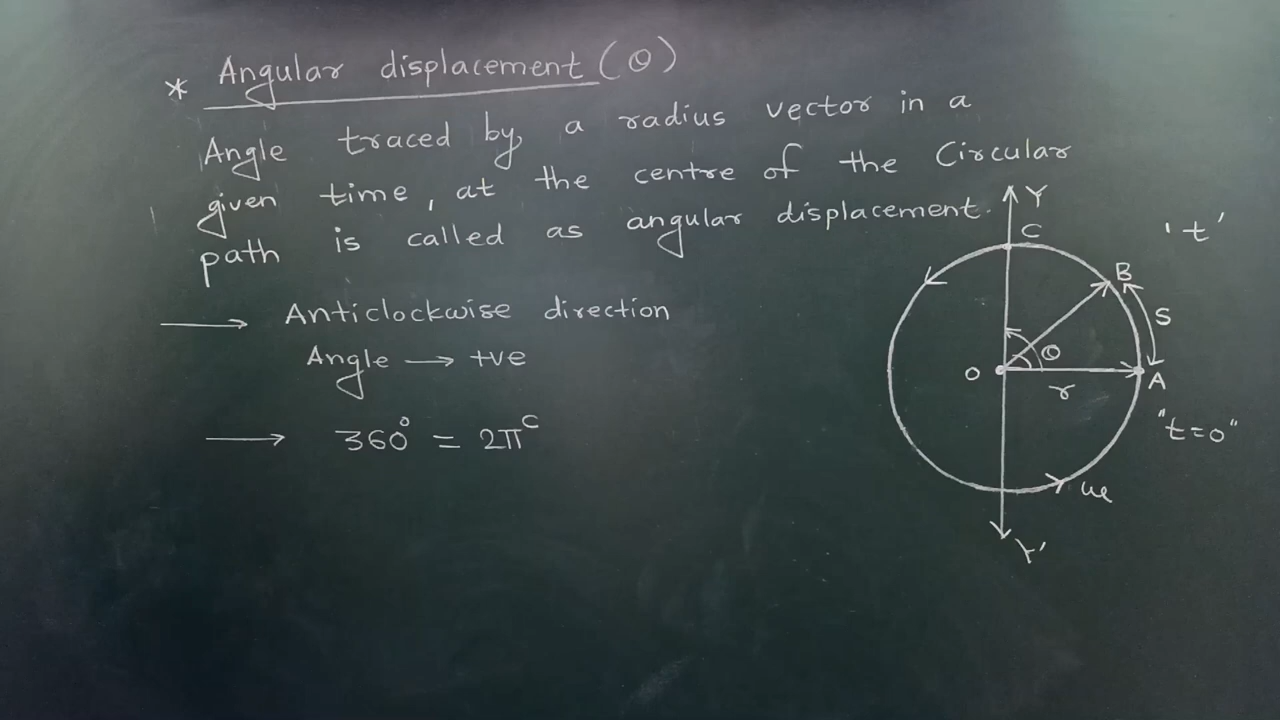 * Angular displacement (θ)
Angle traced by a radius vector in a
given time, at the centre of the Circular
path is called as angular displacement.
→ Anticlockwise direction
Angle → +ve
→ 360° = 2π^c
Y
C
't'
B
S
θ
O
r
A
"t=0"
Y'